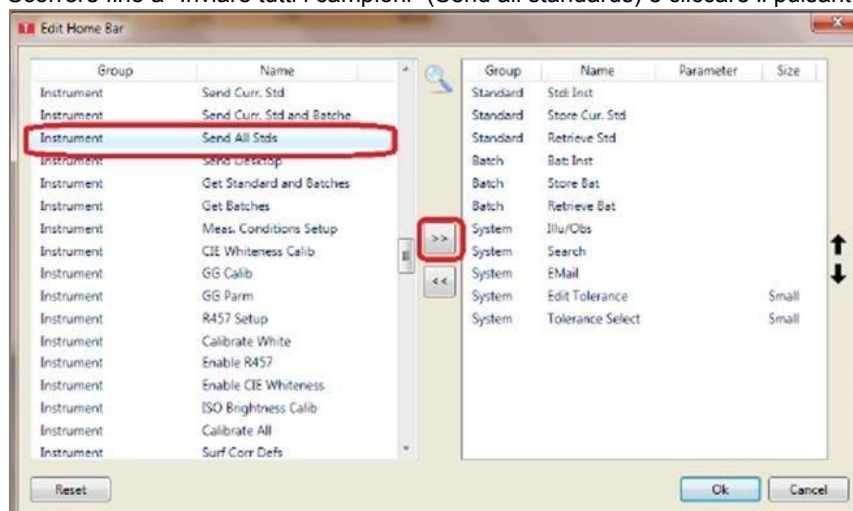 Scorrere fino a "Inviare tutti i campioni" (Send all standards) e cliccare il pulsant
Edit Home Bar
Group Name
Instrument Send Curr. Std
Instrument Send Curr. Std and Batche
Instrument Send All Stds
Instrument Send Desktop
Instrument Get Standard and Batches
Instrument Get Batches
Instrument Meas. Conditions Setup
Instrument CIE Whiteness Calib
Instrument GG Calib
Instrument GG Parm
Instrument R457 Setup
Instrument Calibrate White
Instrument Enable R457
Instrument Enable CIE Whiteness
Instrument ISO Brightness Calib
Instrument Calibrate All
Instrument Surf Corr Defs
>>
<<
Group Name Parameter Size
Standard Std: Inst
Standard Store Cur. Std
Standard Retrieve Std
Batch Bat: Inst
Batch Store Bat
Batch Retrieve Bat
System Illu/Obs
System Search
System EMail
System Edit Tolerance Small
System Tolerance Select Small
Reset Ok Cancel